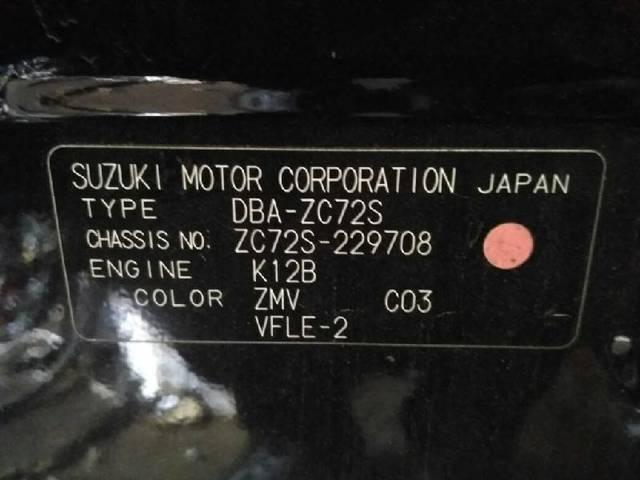 SUZUKI MOTOR CORPORATION JAPAN
TYPE DBA-ZC72S
CHASSIS NO. ZC72S-229708
ENGINE K12B
COLOR ZMV C03
VFLE-2